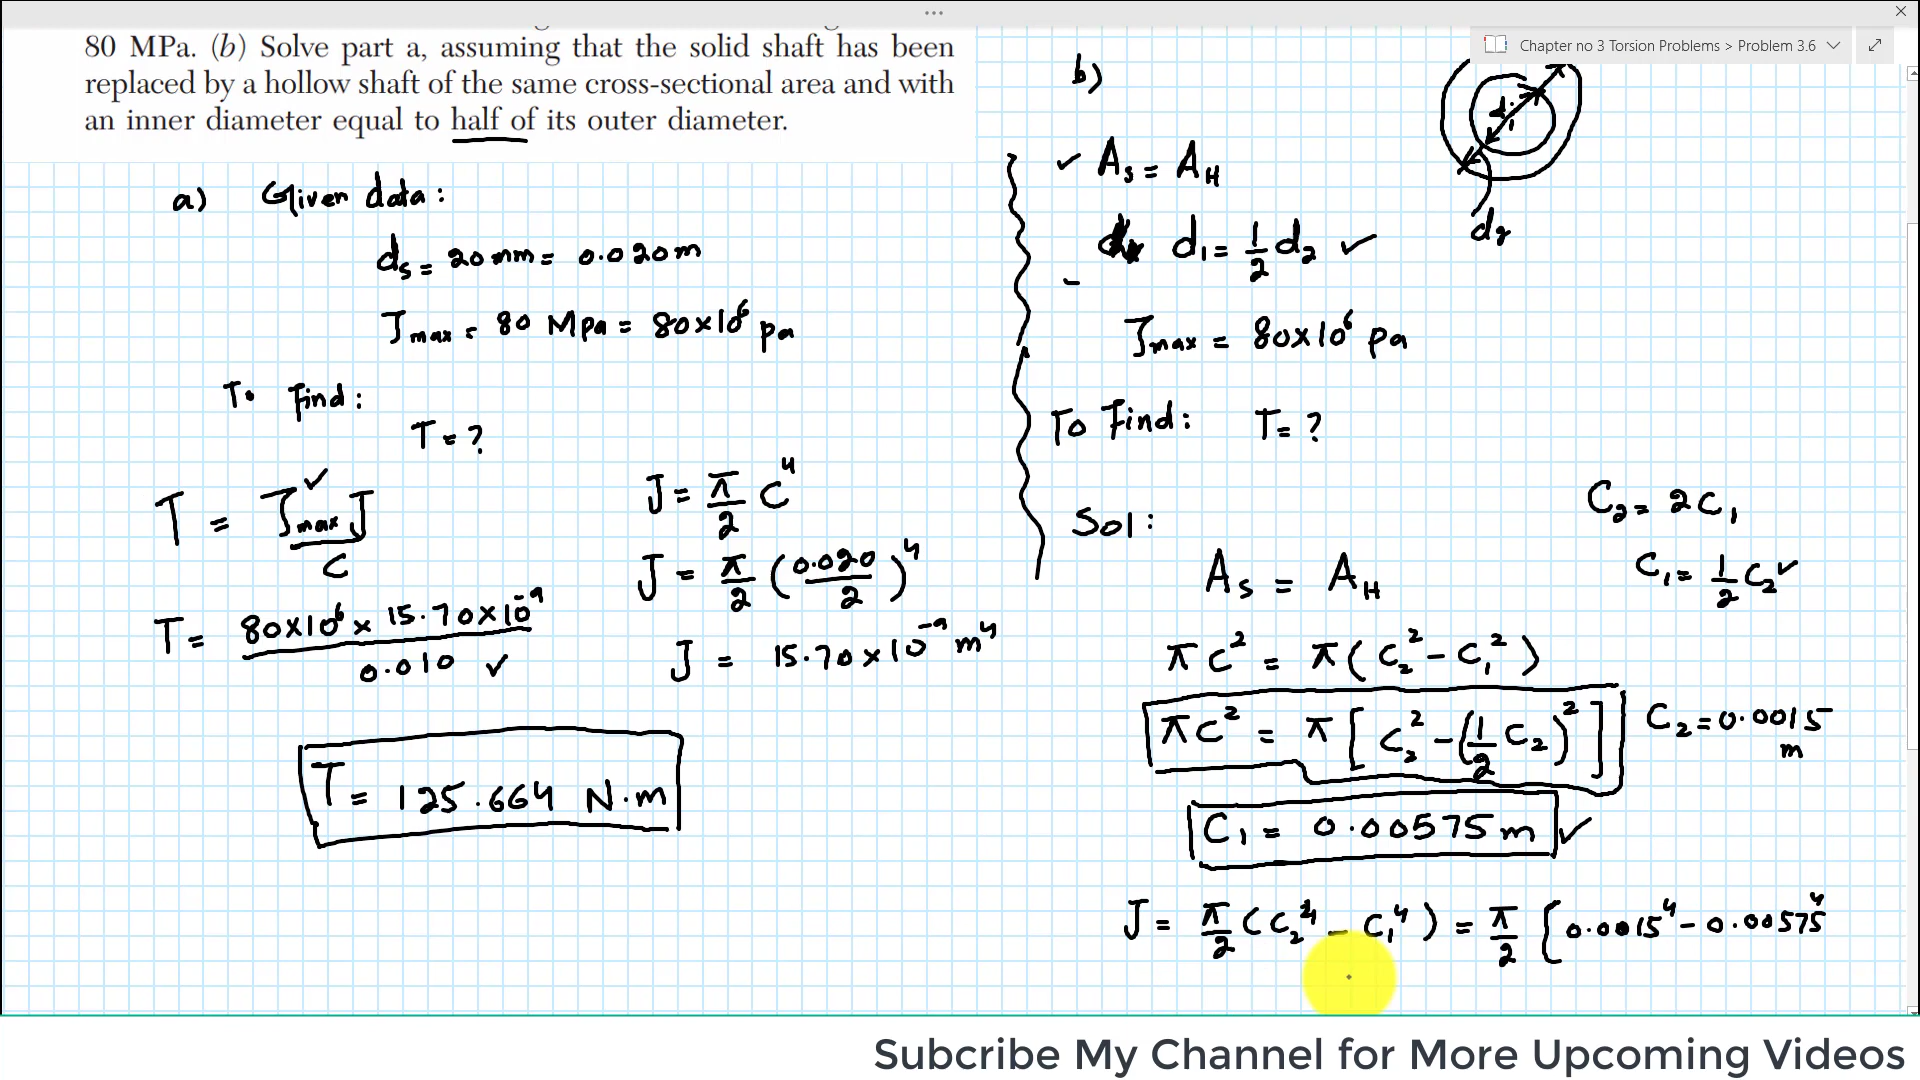 80 MPa. (b) Solve part a, assuming that the solid shaft has been
replaced by a hollow shaft of the same cross-sectional area and with
an inner diameter equal to half of its outer diameter.
Chapter no 3 Torsion Problems > Problem 3.6
a) Given data:
ds = 20 mm = 0.020 m
τmax = 80 Mpa = 80×10⁶ pa
To find:
T = ?
T = τmax J / C
J = π/2 C⁴
J = π/2 (0.020/2)⁴
T = 80×10⁶ × 15.70×10⁻⁹ / 0.010 ✓
J = 15.70×10⁻⁹ m⁴
T = 125.664 N.m
b)
d₁
d₂
✓ As = AH
d₁ = 1/2 d₂ ✓
τmax = 80×10⁶ pa
To Find: T = ?
Sol:
C₂ = 2C₁
C₁ = 1/2 C₂ ✓
As = AH
πC² = π(C₂² - C₁²)
πC² = π[C₂² - (1/2 C₂)²]
C₂ = 0.0015 m
C₁ = 0.00575 m ✓
J = π/2 (C₂⁴ - C₁⁴) = π/2 [0.0015⁴ - 0.00575⁴
Subcribe My Channel for More Upcoming Videos